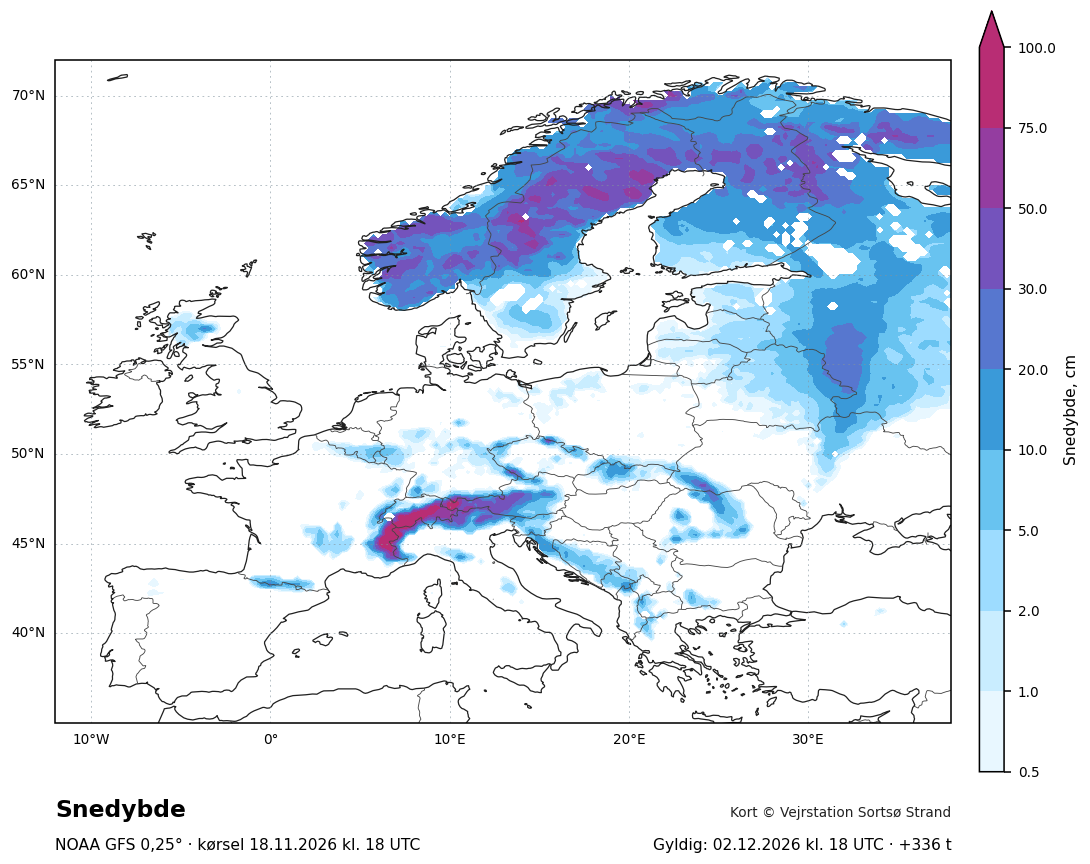 100.0
75.0
50.0
30.0
20.0
10.0
5.0
2.0
1.0
0.5
Snedybde, cm
70°N
65°N
60°N
55°N
50°N
45°N
40°N
10°W
0°
10°E
20°E
30°E
Snedybde
Kort © Vejrstation Sortsø Strand
NOAA GFS 0,25° · kørsel 18.11.2026 kl. 18 UTC
Gyldig: 02.12.2026 kl. 18 UTC · +336 t